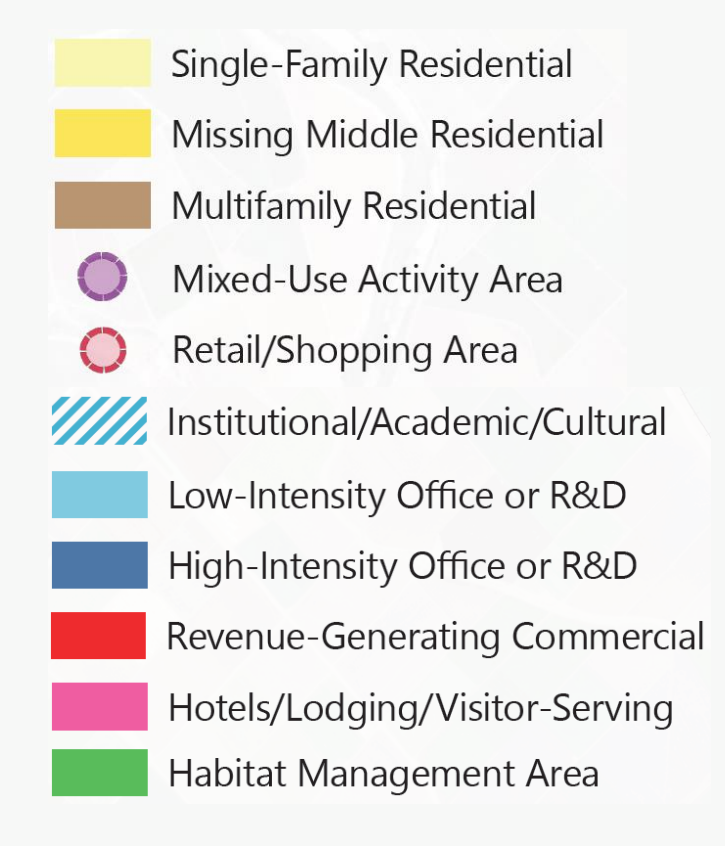 Single-Family Residential
Missing Middle Residential
Multifamily Residential
Mixed-Use Activity Area
Retail/Shopping Area
Institutional/Academic/Cultural
Low-Intensity Office or R&D
High-Intensity Office or R&D
Revenue-Generating Commercial
Hotels/Lodging/Visitor-Serving
Habitat Management Area